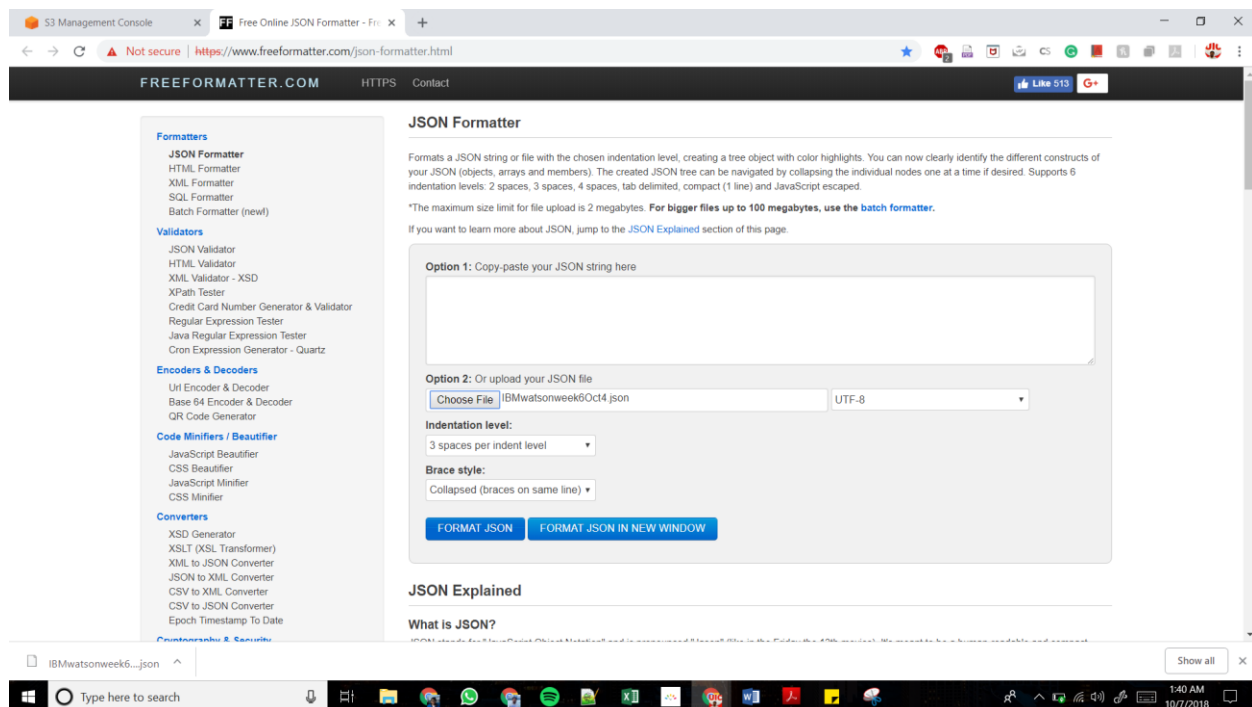 S3 Management Console
Free Online JSON Formatter - Fre
Not secure | https://www.freeformatter.com/json-formatter.html
FREEFORMATTER.COM HTTPS Contact
Like 513 G+
Formatters
JSON Formatter
HTML Formatter
XML Formatter
SQL Formatter
Batch Formatter (new!)
Validators
JSON Validator
HTML Validator
XML Validator - XSD
XPath Tester
Credit Card Number Generator & Validator
Regular Expression Tester
Java Regular Expression Tester
Cron Expression Generator - Quartz
Encoders & Decoders
Url Encoder & Decoder
Base 64 Encoder & Decoder
QR Code Generator
Code Minifiers / Beautifier
JavaScript Beautifier
CSS Beautifier
JavaScript Minifier
CSS Minifier
Converters
XSD Generator
XSLT (XSL Transformer)
XML to JSON Converter
JSON to XML Converter
CSV to XML Converter
CSV to JSON Converter
Epoch Timestamp To Date
Cryptography & Security
JSON Formatter
Formats a JSON string or file with the chosen indentation level, creating a tree object with color highlights. You can now clearly identify the different constructs of
your JSON (objects, arrays and members). The created JSON tree can be navigated by collapsing the individual nodes one at a time if desired. Supports 6
indentation levels: 2 spaces, 3 spaces, 4 spaces, tab delimited, compact (1 line) and JavaScript escaped.
*The maximum size limit for file upload is 2 megabytes. For bigger files up to 100 megabytes, use the batch formatter.
If you want to learn more about JSON, jump to the JSON Explained section of this page.
Option 1: Copy-paste your JSON string here
Option 2: Or upload your JSON file
Choose File IBMwatsonweek6Oct4.json UTF-8
Indentation level:
3 spaces per indent level
Brace style:
Collapsed (braces on same line)
FORMAT JSON FORMAT JSON IN NEW WINDOW
JSON Explained
What is JSON?
IBMwatsonweek6....json
Show all
Type here to search
1:40 AM
10/7/2018